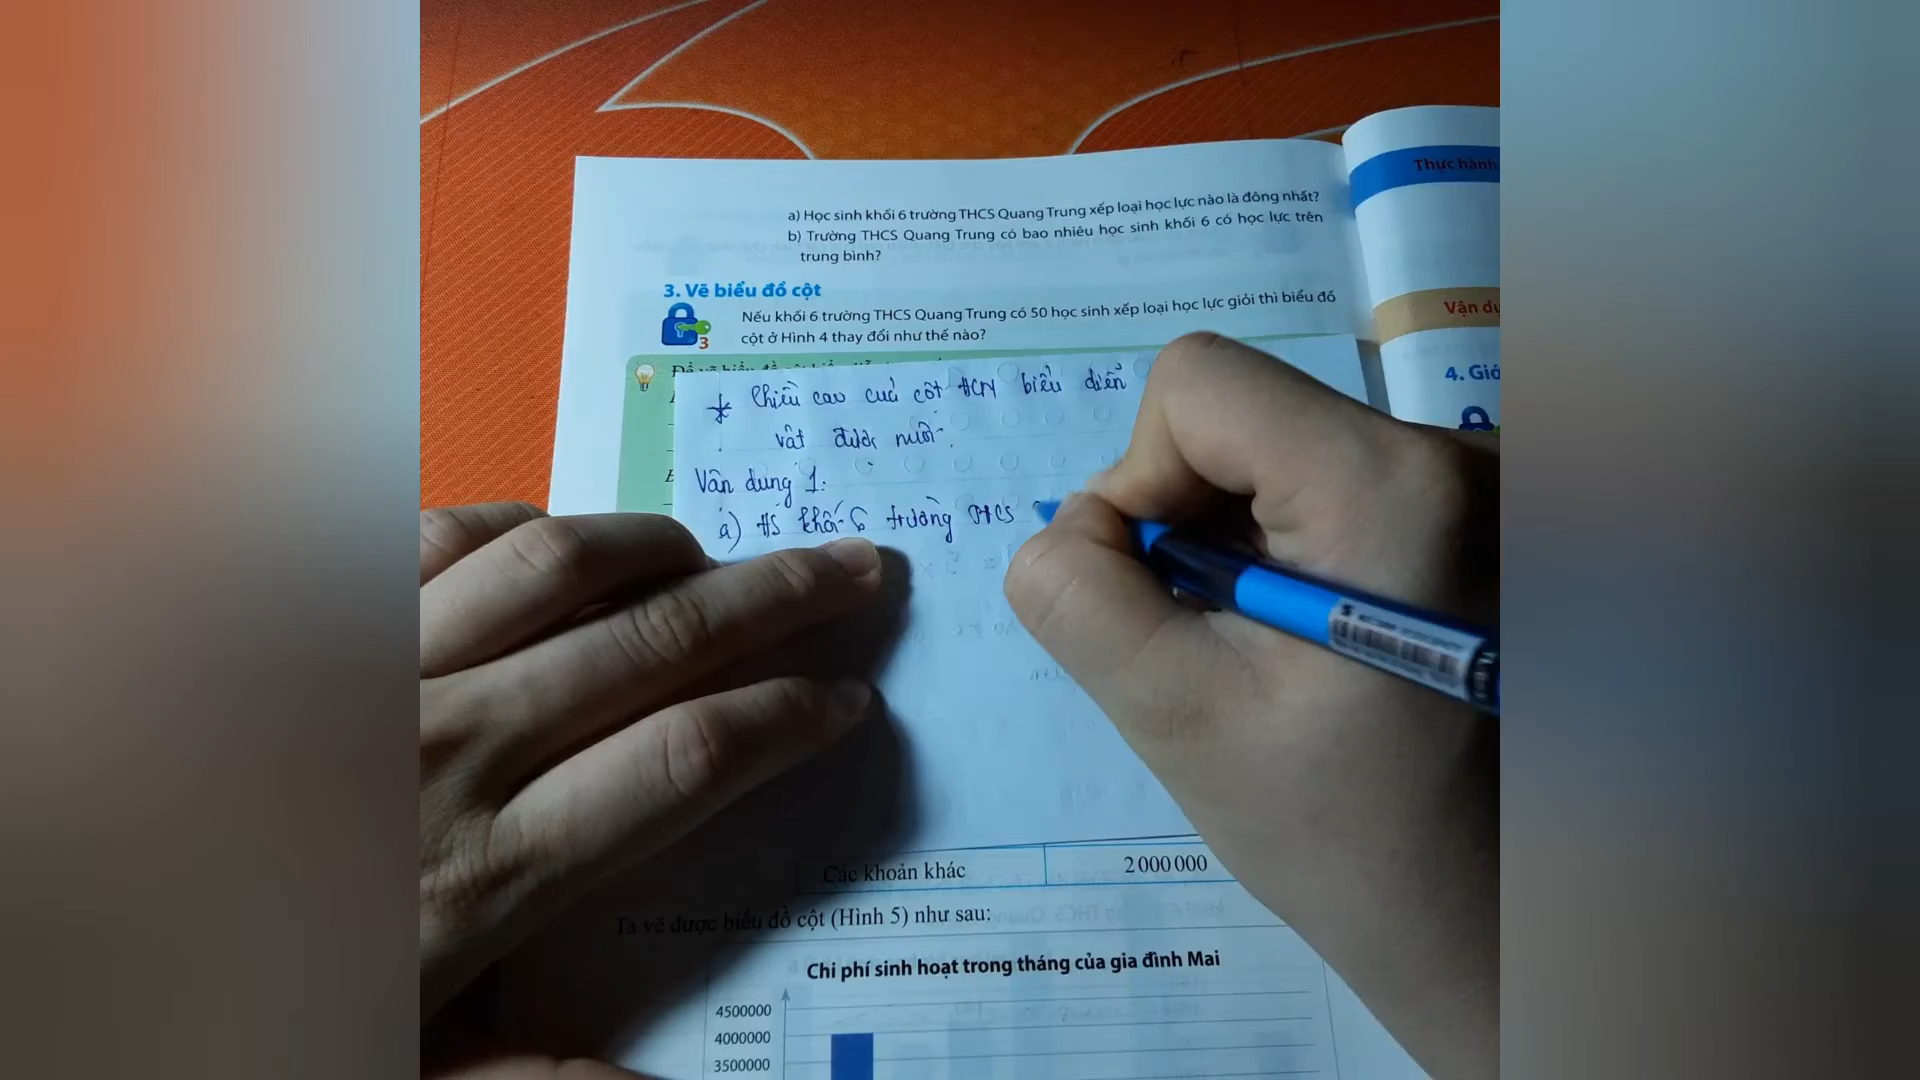 Thực hành
a) Học sinh khối 6 trường THCS Quang Trung xếp loại học lực nào là đông nhất?
b) Trường THCS Quang Trung có bao nhiêu học sinh khối 6 có học lực trên
trung bình?
3. Vẽ biểu đồ cột
3
Nếu khối 6 trường THCS Quang Trung có 50 học sinh xếp loại học lực giỏi thì biểu đồ
cột ở Hình 4 thay đổi như thế nào?
Vận dụ
4. Gió
* Chiều cao của cột HCN biểu diễn
vật được nuôi.
Vận dụng 1:
a) HS khối 6 trường THCS
Các khoản khác 2 000 000
Ta vẽ được biểu đồ cột (Hình 5) như sau:
Chi phí sinh hoạt trong tháng của gia đình Mai
4500000
4000000
3500000